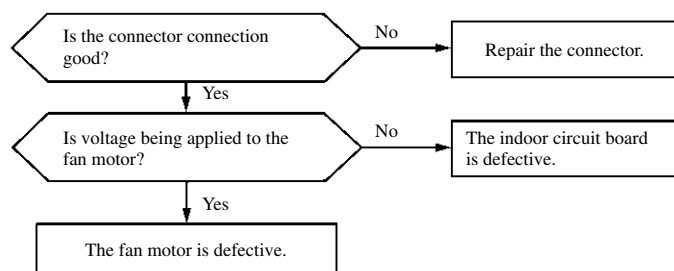 Is the connector connection
good?
No
Repair the connector.
Yes
Is voltage being applied to the
fan motor?
No
The indoor circuit board
is defective.
Yes
The fan motor is defective.